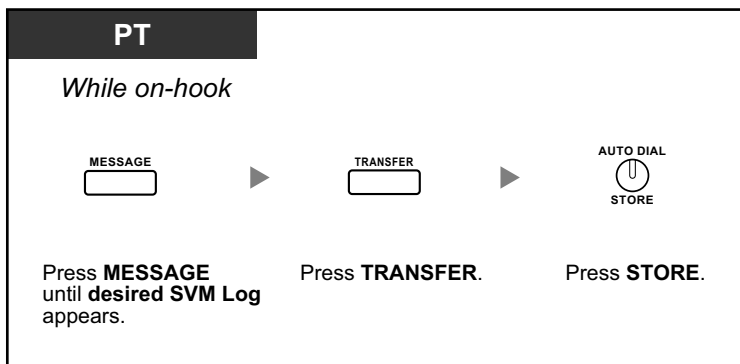 PT
While on-hook
MESSAGE
TRANSFER
AUTO DIAL
STORE
Press MESSAGE
until desired SVM Log
appears.
Press TRANSFER.
Press STORE.